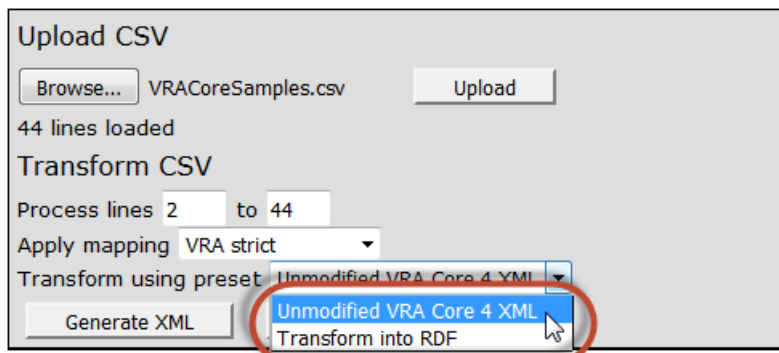 Upload CSV
Browse... VRACoreSamples.csv Upload
44 lines loaded
Transform CSV
Process lines 2 to 44
Apply mapping VRA strict
Transform using preset Unmodified VRA Core 4 XML
Unmodified VRA Core 4 XML
Generate XML
Transform into RDF